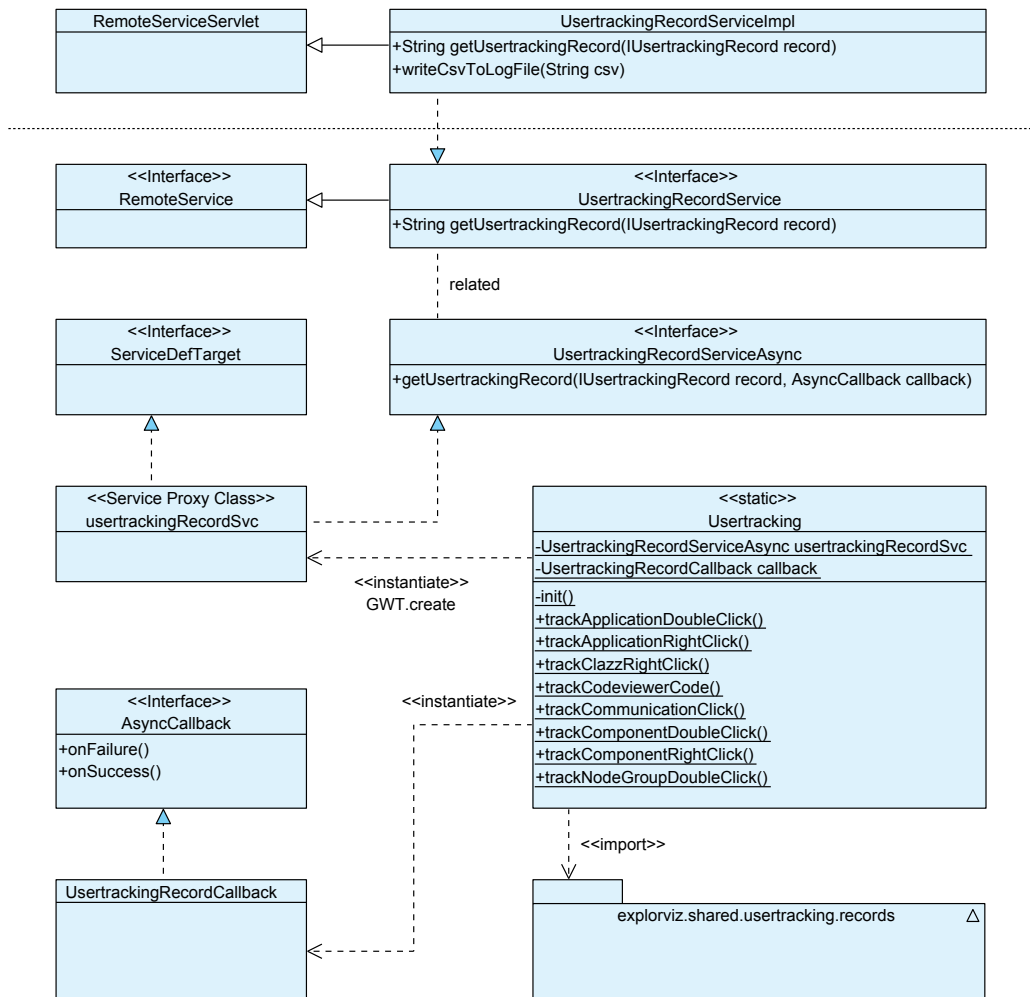 RemoteServiceServlet
UsertrackingRecordServiceImpl
+String getUsertrackingRecord(IUsertrackingRecord record)
+writeCsvToLogFile(String csv)
<<Interface>>
RemoteService
<<Interface>>
UsertrackingRecordService
+String getUsertrackingRecord(IUsertrackingRecord record)
related
<<Interface>>
ServiceDefTarget
<<Interface>>
UsertrackingRecordServiceAsync
+getUsertrackingRecord(IUsertrackingRecord record, AsyncCallback callback)
<<Service Proxy Class>>
usertrackingRecordSvc
<<static>>
Usertracking
-UsertrackingRecordServiceAsync usertrackingRecordSvc
-UsertrackingRecordCallback callback
-init()
+trackApplicationDoubleClick()
+trackApplicationRightClick()
+trackClazzRightClick()
+trackCodeviewerCode()
+trackCommunicationClick()
+trackComponentDoubleClick()
+trackComponentRightClick()
+trackNodeGroupDoubleClick()
<<instantiate>>
GWT.create
<<Interface>>
AsyncCallback
+onFailure()
+onSuccess()
<<instantiate>>
<<import>>
UsertrackingRecordCallback
explorviz.shared.usertracking.records